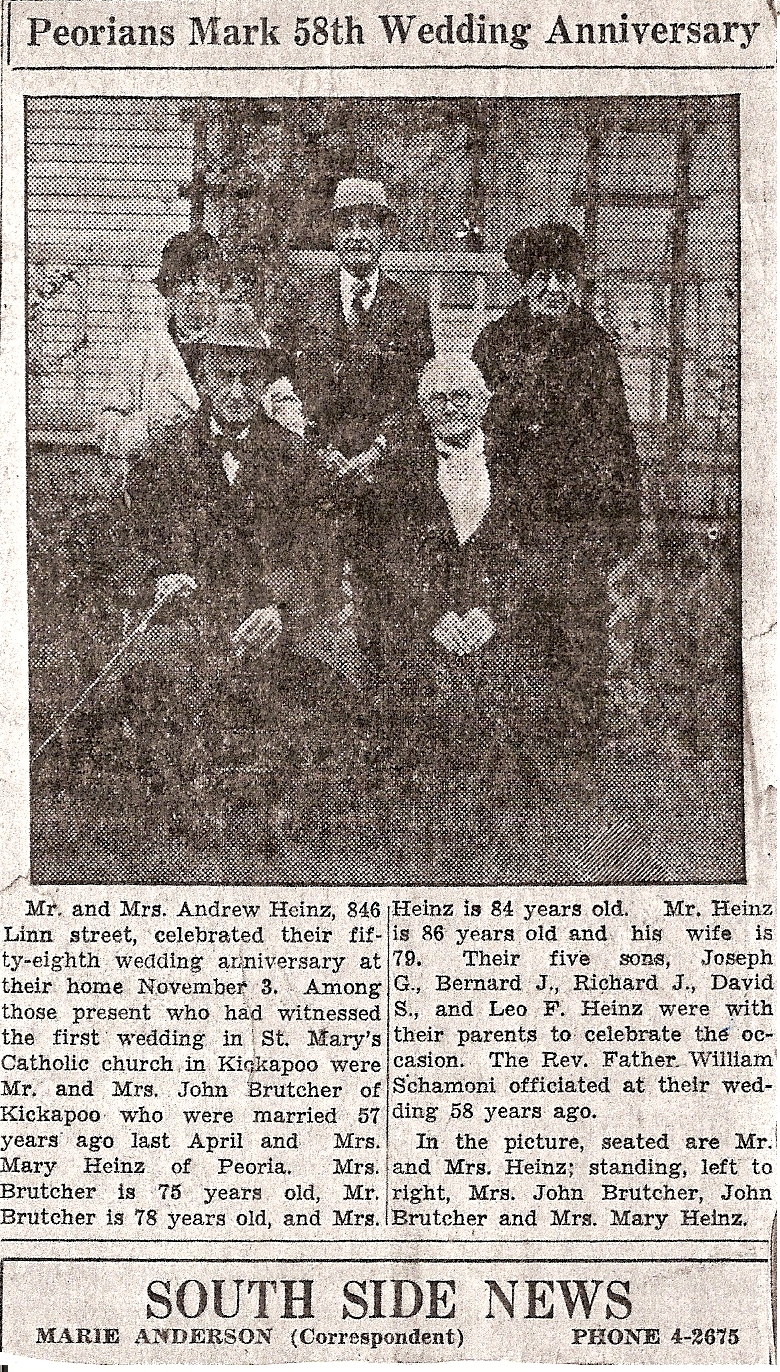 Peorians Mark 58th Wedding Anniversary
Mr. and Mrs. Andrew Heinz, 846
Linn street, celebrated their fif-
ty-eighth wedding anniversary at
their home November 3. Among
those present who had witnessed
the first wedding in St. Mary's
Catholic church in Kickapoo were
Mr. and Mrs. John Brutcher of
Kickapoo who were married 57
years ago last April and Mrs.
Mary Heinz of Peoria. Mrs.
Brutcher is 75 years old, Mr.
Brutcher is 78 years old, and Mrs.
Heinz is 84 years old. Mr. Heinz
is 86 years old and his wife is
79. Their five sons, Joseph
G., Bernard J., Richard J., David
S., and Leo F. Heinz were with
their parents to celebrate the oc-
casion. The Rev. Father William
Schamoni officiated at their wed-
ding 58 years ago.
In the picture, seated are Mr.
and Mrs. Heinz; standing, left to
right, Mrs. John Brutcher, John
Brutcher and Mrs. Mary Heinz.
SOUTH SIDE NEWS
MARIE ANDERSON (Correspondent) PHONE 4-2675